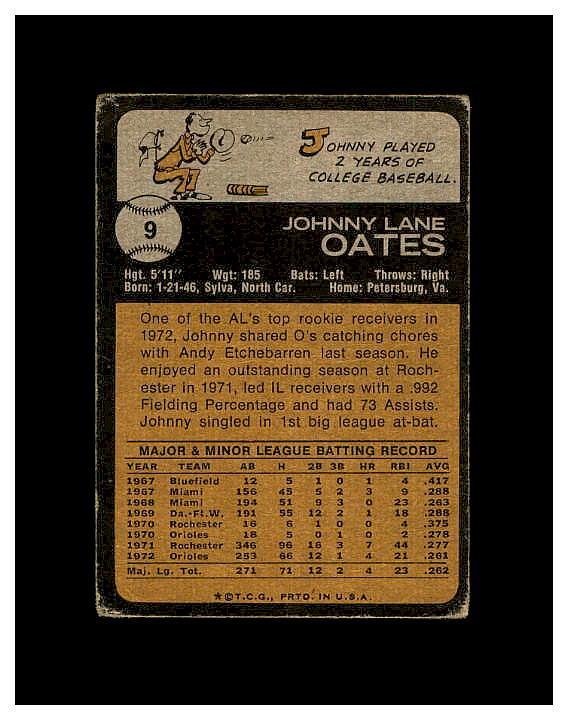 JOHNNY PLAYED
2 YEARS OF
COLLEGE BASEBALL.
9
JOHNNY LANE
OATES
Hgt. 5'11" Wgt: 185 Bats: Left Throws: Right
Born: 1-21-46, Sylva, North Car. Home: Petersburg, Va.
One of the AL's top rookie receivers in
1972, Johnny shared O's catching chores
with Andy Etchebarren last season. He
enjoyed an outstanding season at Roch-
ester in 1971, led IL receivers with a .992
Fielding Percentage and had 73 Assists.
Johnny singled in 1st big league at-bat.
MAJOR & MINOR LEAGUE BATTING RECORD
YEAR TEAM AB H 2B 3B HR RBI AVG
1967 Bluefield 12 5 1 0 1 4 .417
1967 Miami 156 45 5 2 3 9 .288
1968 Miami 194 51 9 3 0 23 .263
1969 Da.-Ft.W. 191 55 12 2 1 18 .288
1970 Rochester 16 6 1 0 0 4 .375
1970 Orioles 18 5 0 1 0 2 .278
1971 Rochester 346 96 16 3 7 44 .277
1972 Orioles 253 66 12 1 4 21 .261
Maj. Lg. Tot. 271 71 12 2 4 23 .262
★©T.C.G., PRTD. IN U.S.A.